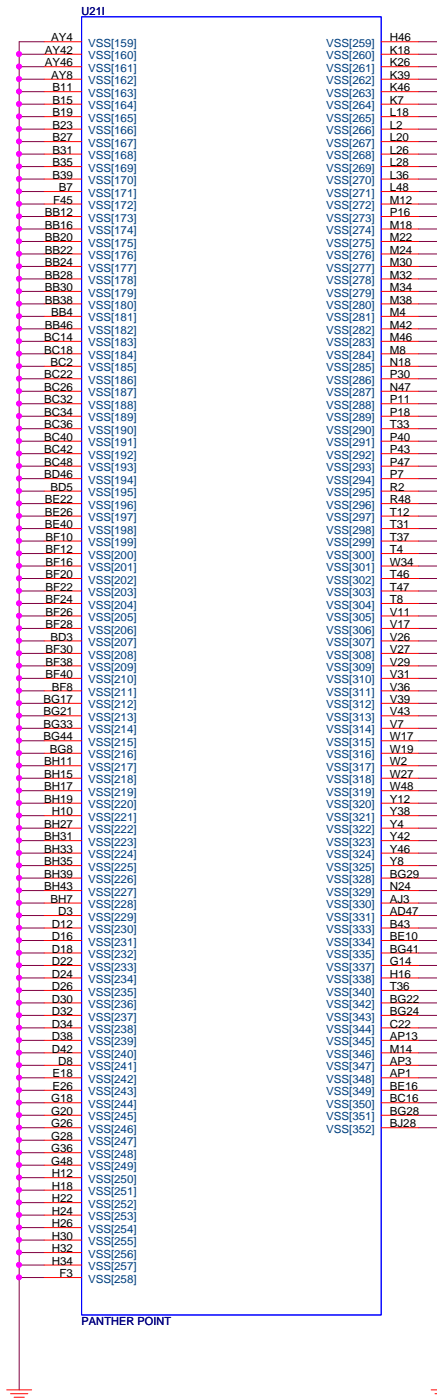 U21I
AY4 VSS[159]
AY42 VSS[160]
AY46 VSS[161]
AY8 VSS[162]
B11 VSS[163]
B15 VSS[164]
B19 VSS[165]
B23 VSS[166]
B27 VSS[167]
B31 VSS[168]
B35 VSS[169]
B39 VSS[170]
B7 VSS[171]
F45 VSS[172]
BB12 VSS[173]
BB16 VSS[174]
BB20 VSS[175]
BB22 VSS[176]
BB24 VSS[177]
BB28 VSS[178]
BB30 VSS[179]
BB38 VSS[180]
BB4 VSS[181]
BB46 VSS[182]
BC14 VSS[183]
BC18 VSS[184]
BC2 VSS[185]
BC22 VSS[186]
BC26 VSS[187]
BC32 VSS[188]
BC34 VSS[189]
BC36 VSS[190]
BC40 VSS[191]
BC42 VSS[192]
BC48 VSS[193]
BD46 VSS[194]
BD5 VSS[195]
BE22 VSS[196]
BE26 VSS[197]
BE40 VSS[198]
BF10 VSS[199]
BF12 VSS[200]
BF16 VSS[201]
BF20 VSS[202]
BF22 VSS[203]
BF24 VSS[204]
BF26 VSS[205]
BF28 VSS[206]
BD3 VSS[207]
BF30 VSS[208]
BF38 VSS[209]
BF40 VSS[210]
BF8 VSS[211]
BG17 VSS[212]
BG21 VSS[213]
BG33 VSS[214]
BG44 VSS[215]
BG8 VSS[216]
BH11 VSS[217]
BH15 VSS[218]
BH17 VSS[219]
BH19 VSS[220]
H10 VSS[221]
BH27 VSS[222]
BH31 VSS[223]
BH33 VSS[224]
BH35 VSS[225]
BH39 VSS[226]
BH43 VSS[227]
BH7 VSS[228]
D3 VSS[229]
D12 VSS[230]
D16 VSS[231]
D18 VSS[232]
D22 VSS[233]
D24 VSS[234]
D26 VSS[235]
D30 VSS[236]
D32 VSS[237]
D34 VSS[238]
D38 VSS[239]
D42 VSS[240]
D8 VSS[241]
E18 VSS[242]
E26 VSS[243]
G18 VSS[244]
G20 VSS[245]
G26 VSS[246]
G28 VSS[247]
G36 VSS[248]
G48 VSS[249]
H12 VSS[250]
H18 VSS[251]
H22 VSS[252]
H24 VSS[253]
H26 VSS[254]
H30 VSS[255]
H32 VSS[256]
H34 VSS[257]
F3 VSS[258]
VSS[259] H46
VSS[260] K18
VSS[261] K26
VSS[262] K39
VSS[263] K46
VSS[264] K7
VSS[265] L18
VSS[266] L2
VSS[267] L20
VSS[268] L26
VSS[269] L28
VSS[270] L36
VSS[271] L48
VSS[272] M12
VSS[273] P16
VSS[274] M18
VSS[275] M22
VSS[276] M24
VSS[277] M30
VSS[278] M32
VSS[279] M34
VSS[280] M38
VSS[281] M4
VSS[282] M42
VSS[283] M46
VSS[284] M8
VSS[285] N18
VSS[286] P30
VSS[287] N47
VSS[288] P11
VSS[289] P18
VSS[290] T33
VSS[291] P40
VSS[292] P43
VSS[293] P47
VSS[294] P7
VSS[295] R2
VSS[296] R48
VSS[297] T12
VSS[298] T31
VSS[299] T37
VSS[300] T4
VSS[301] W34
VSS[302] T46
VSS[303] T47
VSS[304] T8
VSS[305] V11
VSS[306] V17
VSS[307] V26
VSS[308] V27
VSS[309] V29
VSS[310] V31
VSS[311] V36
VSS[312] V39
VSS[313] V43
VSS[314] V7
VSS[315] W17
VSS[316] W19
VSS[317] W2
VSS[318] W27
VSS[319] W48
VSS[320] Y12
VSS[321] Y38
VSS[322] Y4
VSS[323] Y42
VSS[324] Y46
VSS[325] Y8
VSS[328] BG29
VSS[329] N24
VSS[330] AJ3
VSS[331] AD47
VSS[333] B43
VSS[334] BE10
VSS[335] BG41
VSS[337] G14
VSS[338] H16
VSS[340] T36
VSS[342] BG22
VSS[343] BG24
VSS[344] C22
VSS[345] AP13
VSS[346] M14
VSS[347] AP3
VSS[348] AP1
VSS[349] BE16
VSS[350] BC16
VSS[351] BG28
VSS[352] BJ28
PANTHER POINT